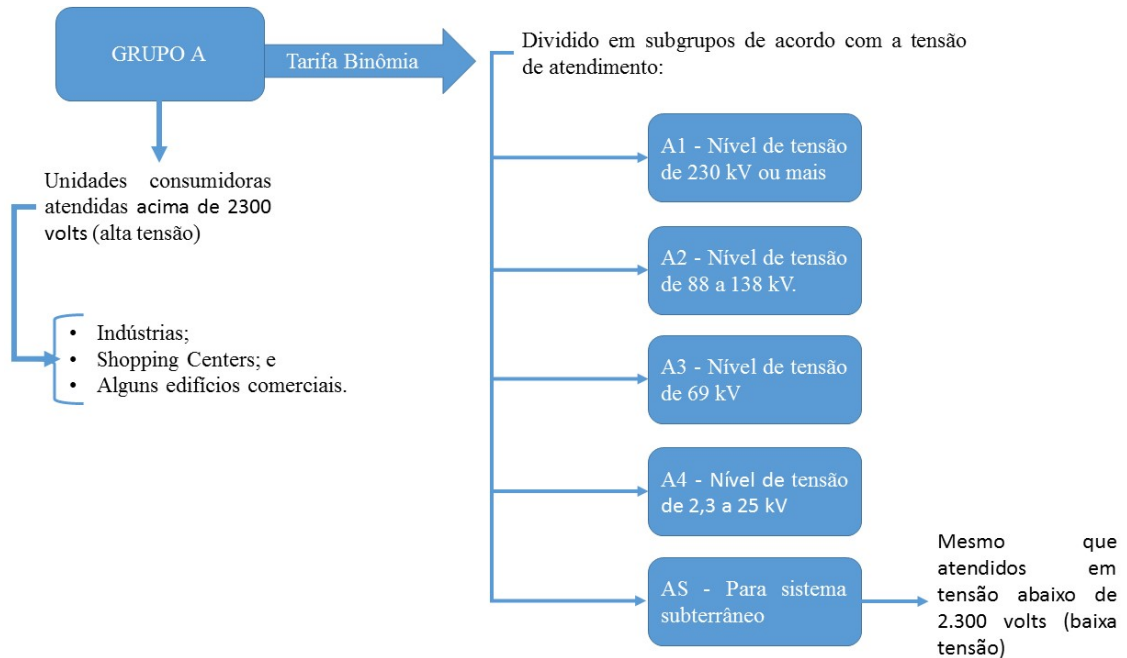 GRUPO A
Tarifa Binômia
Dividido em subgrupos de acordo com a tensão
de atendimento:
Unidades consumidoras
atendidas acima de 2300
volts (alta tensão)
• Indústrias;
• Shopping Centers; e
• Alguns edifícios comerciais.
A1 - Nível de tensão
de 230 kV ou mais
A2 - Nível de tensão
de 88 a 138 kV.
A3 - Nível de tensão
de 69 kV
A4 - Nível de tensão
de 2,3 a 25 kV
AS - Para sistema
subterrâneo
Mesmo que
atendidos em
tensão abaixo de
2.300 volts (baixa
tensão)